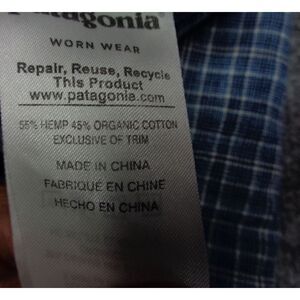 patagonia
WORN WEAR
Repair, Reuse, Recycle
This Product
www.patagonia.com
55% HEMP 45% ORGANIC COTTON
EXCLUSIVE OF TRIM
MADE IN CHINA
FABRIQUÉ EN CHINE
HECHO EN CHINA